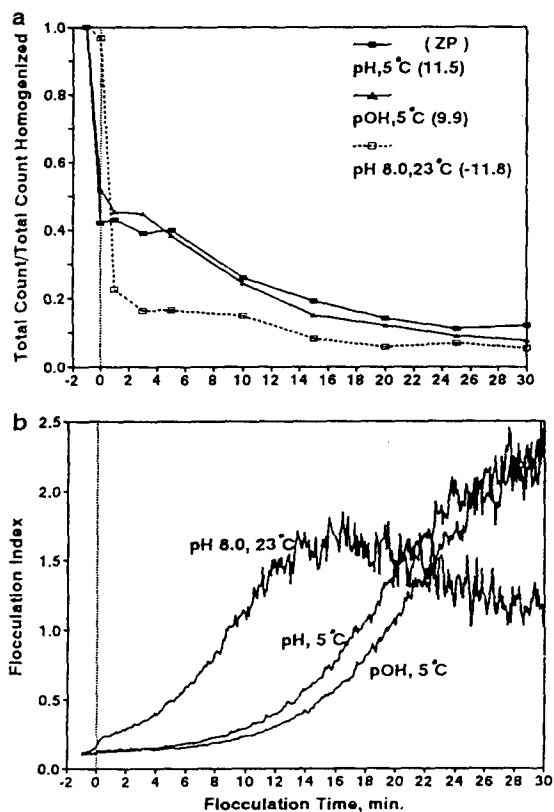 a
Total Count/Total Count Homogenized
1.0
0.8
0.6
0.4
0.2
0.0
(ZP)
pH,5°C (11.5)
pOH,5°C (9.9)
pH 8.0,23°C (-11.8)
-2 0 2 4 6 8 10 12 14 16 18 20 22 24 26 28 30
b
Flocculation Index
2.5
2.0
1.5
1.0
0.5
0.0
pH 8.0, 23°C
pH, 5°C
pOH, 5°C
-2 0 2 4 6 8 10 12 14 16 18 20 22 24 26 28 30
Flocculation Time, min.